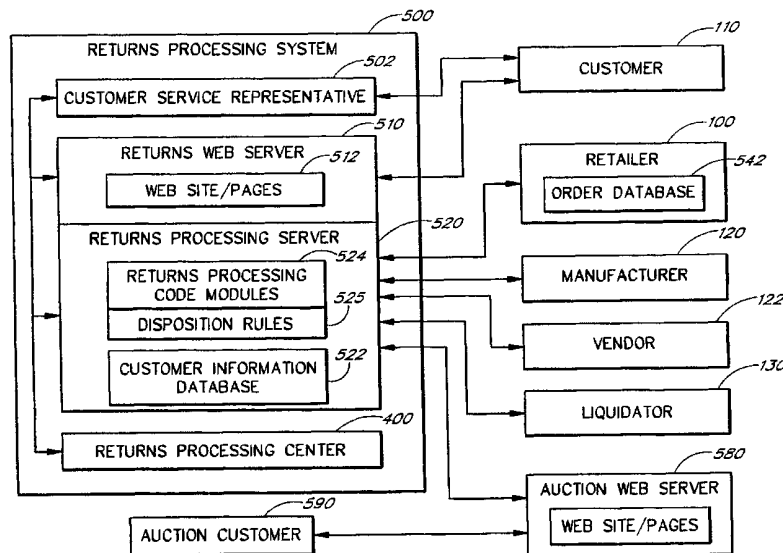 500
RETURNS PROCESSING SYSTEM
502
CUSTOMER SERVICE REPRESENTATIVE
510
RETURNS WEB SERVER
512
WEB SITE/PAGES
RETURNS PROCESSING SERVER
520
524
RETURNS PROCESSING
CODE MODULES
525
DISPOSITION RULES
522
CUSTOMER INFORMATION
DATABASE
400
RETURNS PROCESSING CENTER
590
AUCTION CUSTOMER
110
CUSTOMER
100
RETAILER
542
ORDER DATABASE
120
MANUFACTURER
122
VENDOR
130
LIQUIDATOR
580
AUCTION WEB SERVER
WEB SITE/PAGES